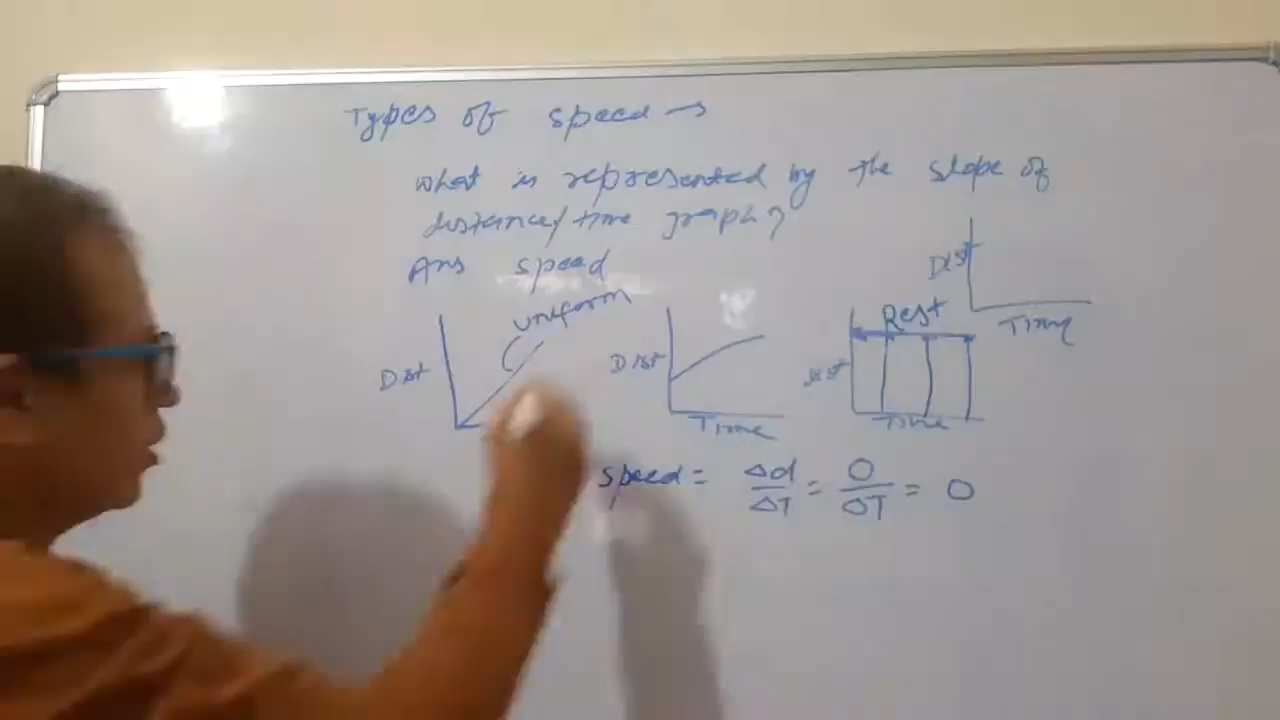 Types of speed →
What is represented by the slope of
distance/time graph?
Ans speed
uniform
Dist
Dist
Time
Rest
Dist
Time
Dist
Time
speed = Δd/ΔT = 0/ΔT = 0